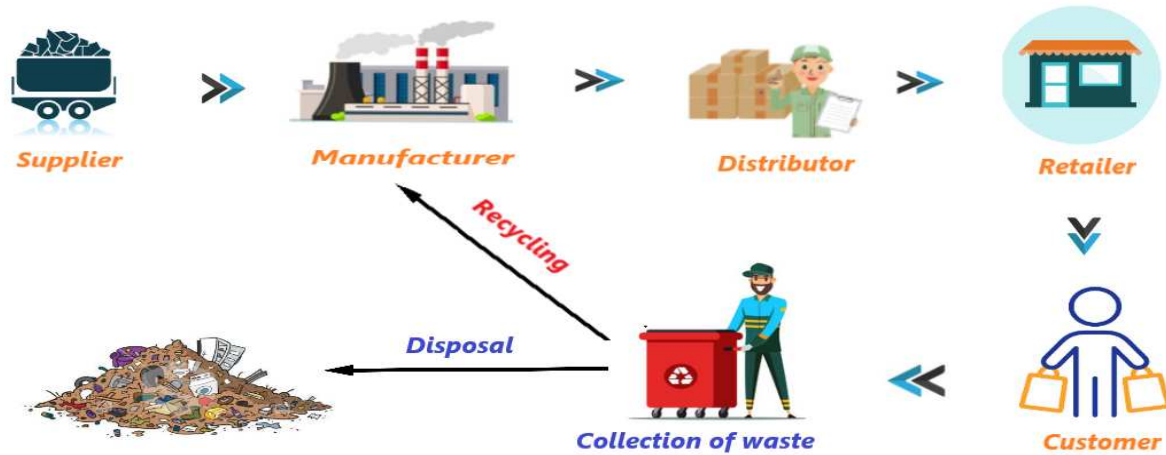 Supplier
Manufacturer
Distributor
Retailer
Recycling
Disposal
Collection of waste
Customer